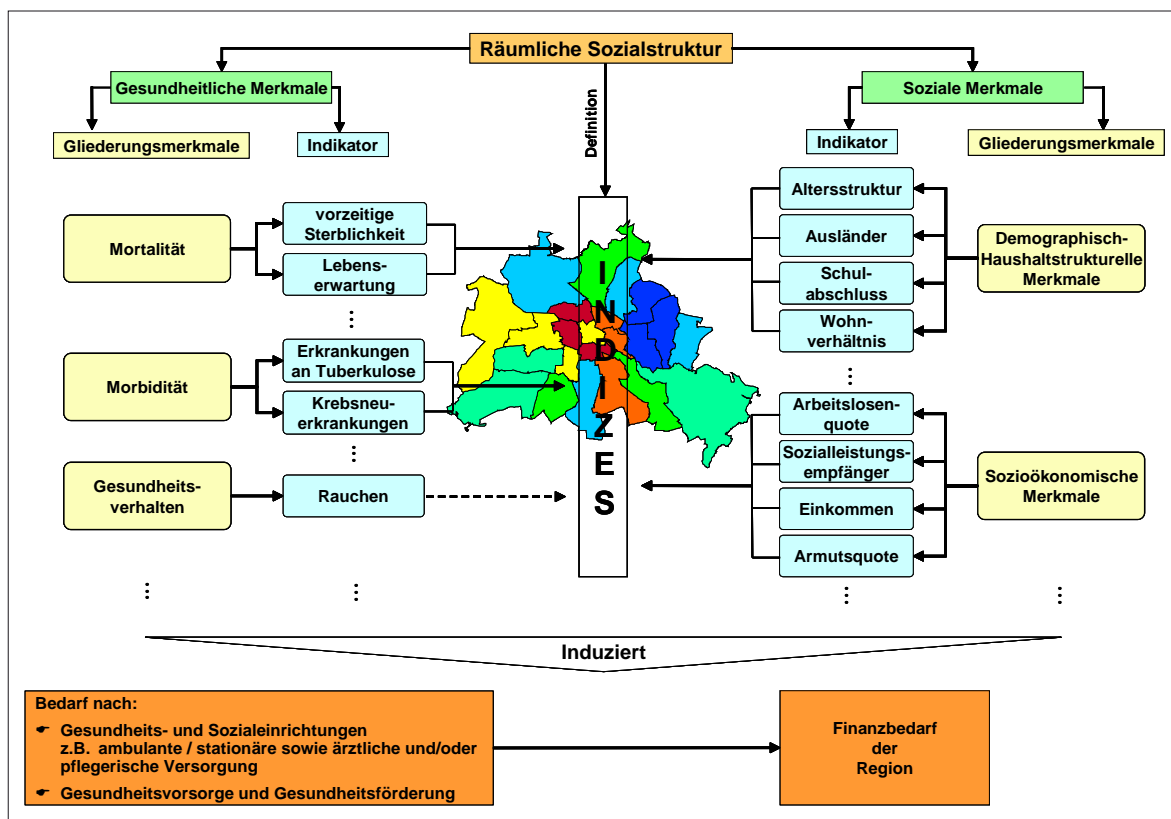 Räumliche Sozialstruktur
Gesundheitliche Merkmale
Soziale Merkmale
Gliederungsmerkmale
Indikator
Definition
Indikator
Gliederungsmerkmale
Mortalität
vorzeitige
Sterblichkeit
Lebens-
erwartung
...
Morbidität
Erkrankungen
an Tuberkulose
Krebsneu-
erkrankungen
...
Gesundheits-
verhalten
Rauchen
...
...
INDIZES
Altersstruktur
Ausländer
Schul-
abschluss
Wohn-
verhältnis
...
Demographisch-
Haushaltstrukturelle
Merkmale
Arbeitslosen-
quote
Sozialleistungs-
empfänger
Einkommen
Armutsquote
...
Sozioökonomische
Merkmale
...
Induziert
Bedarf nach:
Gesundheits- und Sozialeinrichtungen
z.B. ambulante / stationäre sowie ärztliche und/oder
pflegerische Versorgung
Gesundheitsvorsorge und Gesundheitsförderung
Finanzbedarf
der
Region